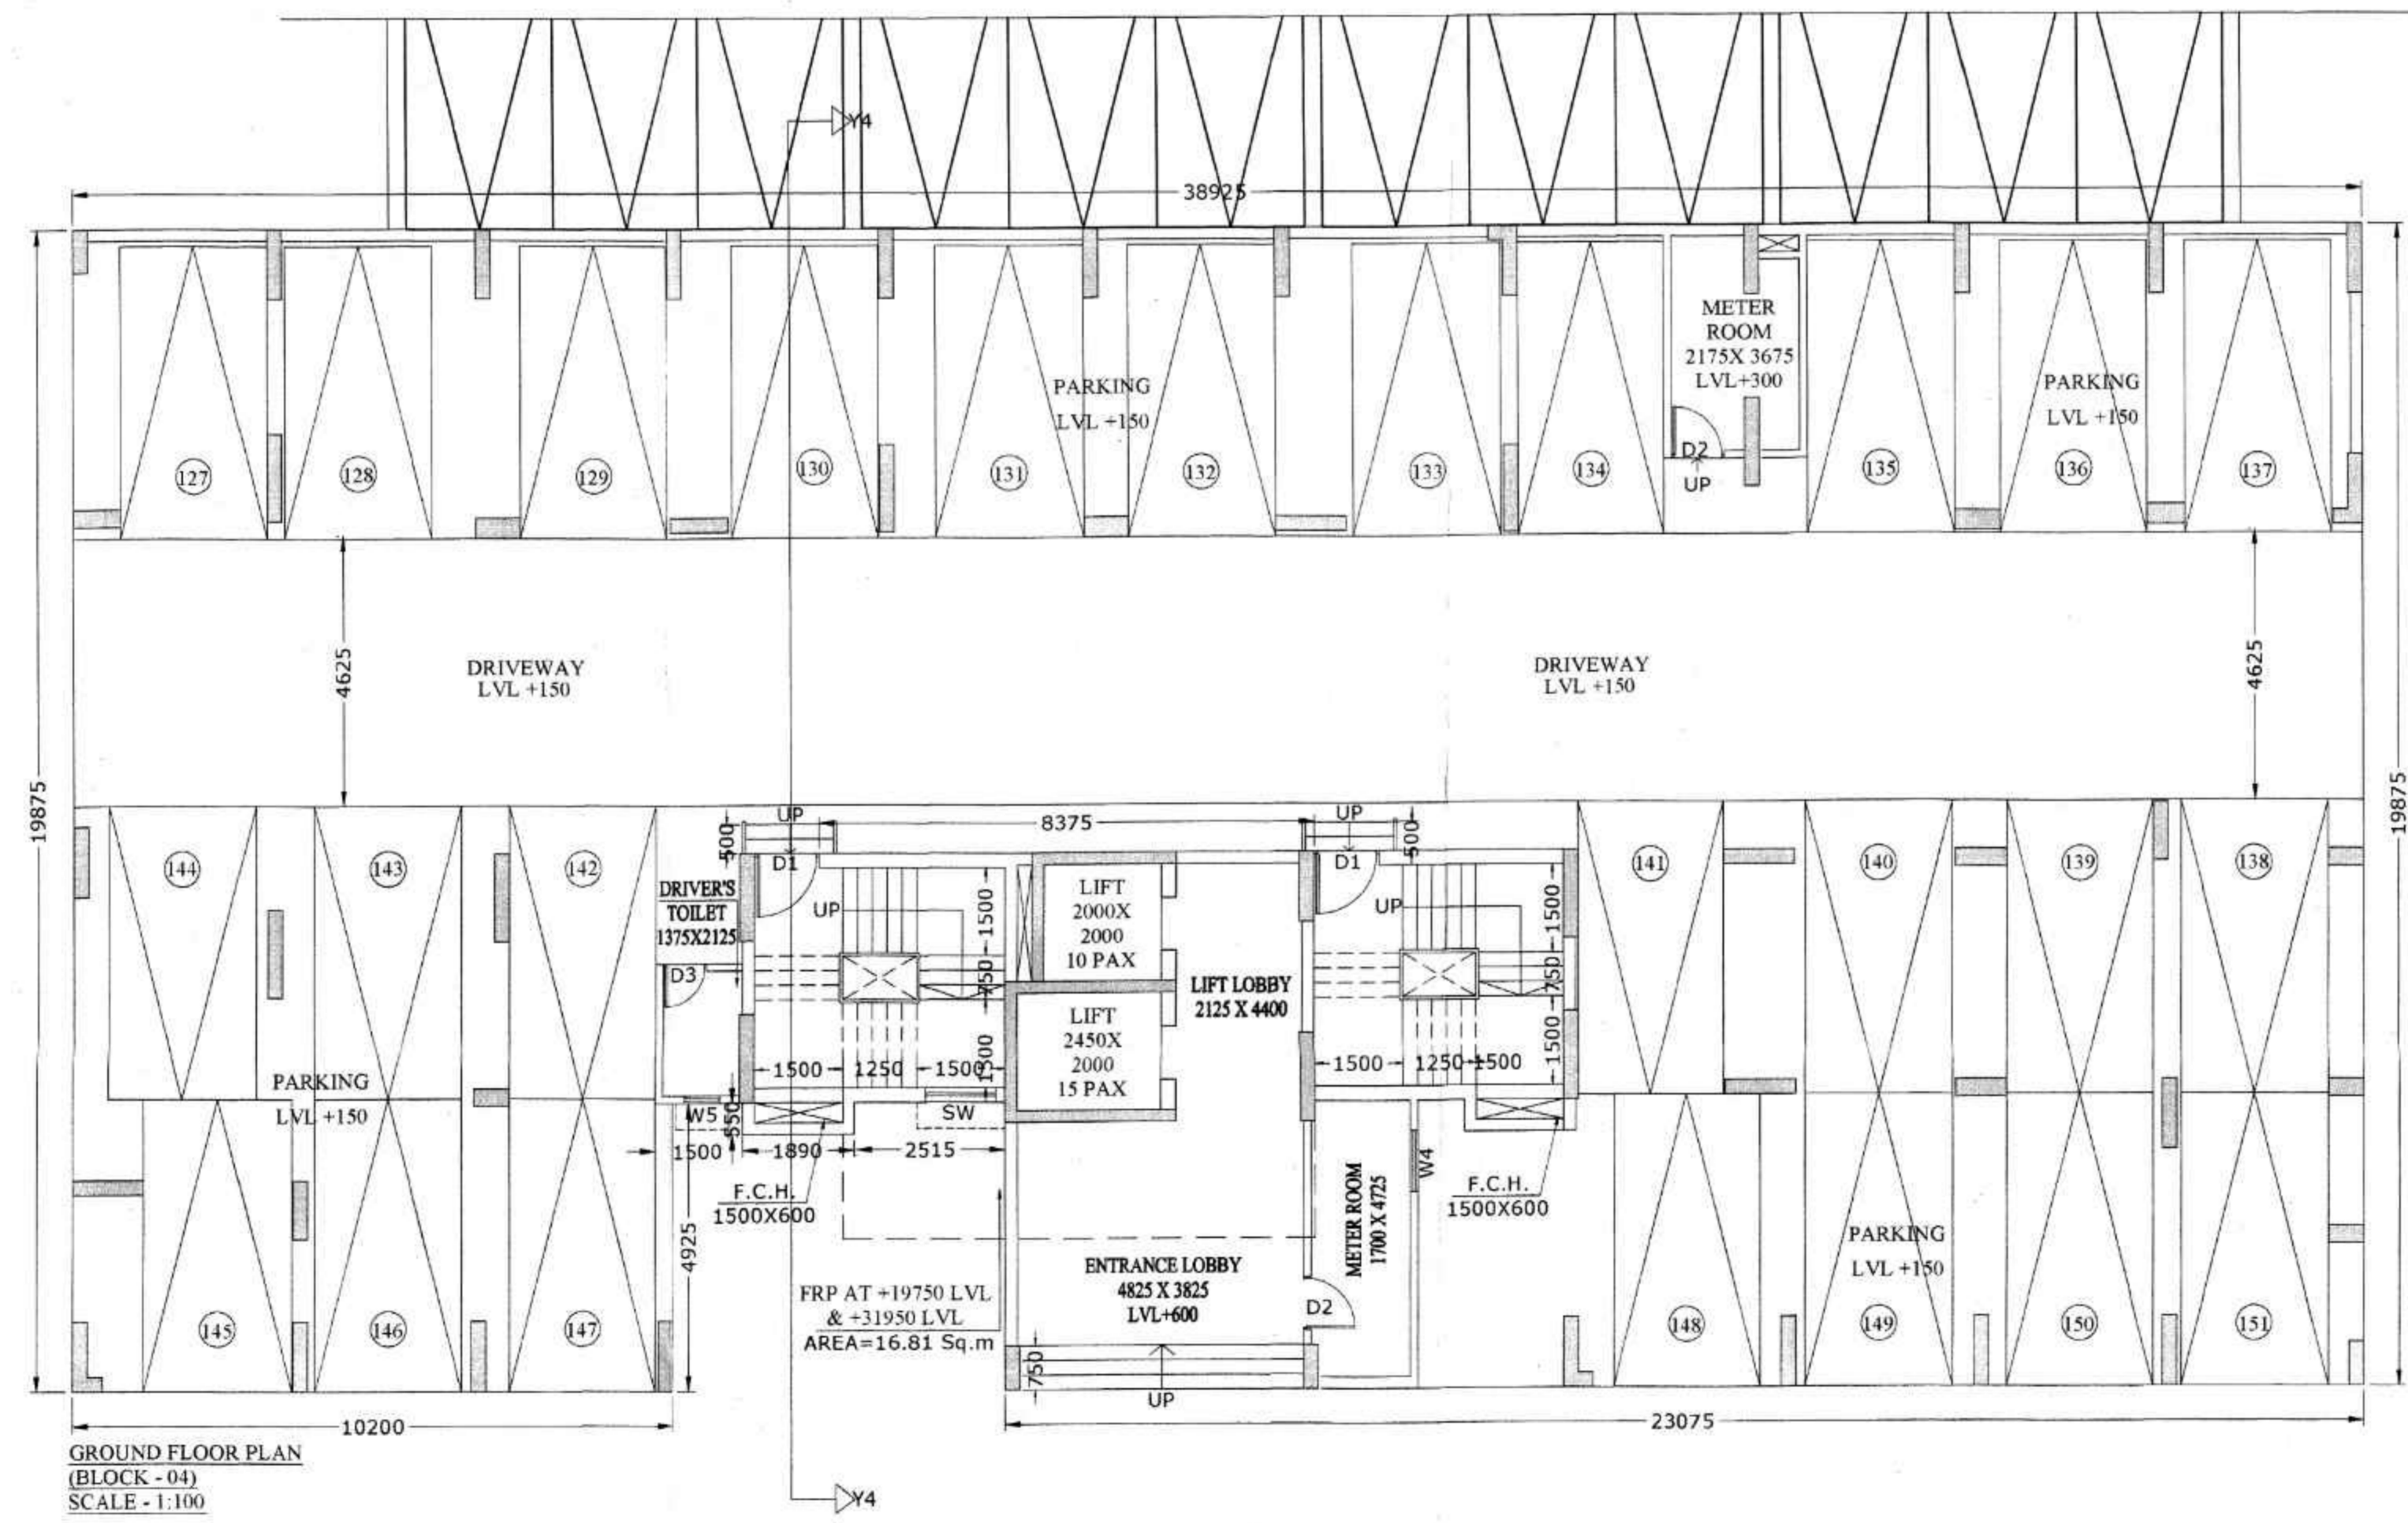 Y4
38925
METER
ROOM
2175X 3675
LVL+300
PARKING
LVL +150
PARKING
LVL +150
127
128
129
130
131
132
133
134
D2
UP
135
136
137
19875
4625
DRIVEWAY
LVL +150
DRIVEWAY
LVL +150
4625
19875
144
143
142
500
UP
8375
UP
500
D1
D1
141
140
139
138
DRIVER'S
TOILET
1375X2125
D3
UP
1500
750
1500
LIFT
2000X
2000
10 PAX
LIFT
2450X
2000
15 PAX
LIFT LOBBY
2125 X 4400
UP
1500
750
1500
1500
1250
1500
1500
1250
1500
PARKING
LVL +150
W5
550
SW
1500
1890
2515
F.C.H.
1500X600
4925
FRP AT +19750 LVL
& +31950 LVL
AREA=16.81 Sq.m
ENTRANCE LOBBY
4825 X 3825
LVL+600
METER ROOM
1700 X 4725
W4
D2
F.C.H.
1500X600
PARKING
LVL +150
145
146
147
148
149
150
151
750
UP
10200
23075
GROUND FLOOR PLAN
(BLOCK - 04)
SCALE - 1:100
Y4